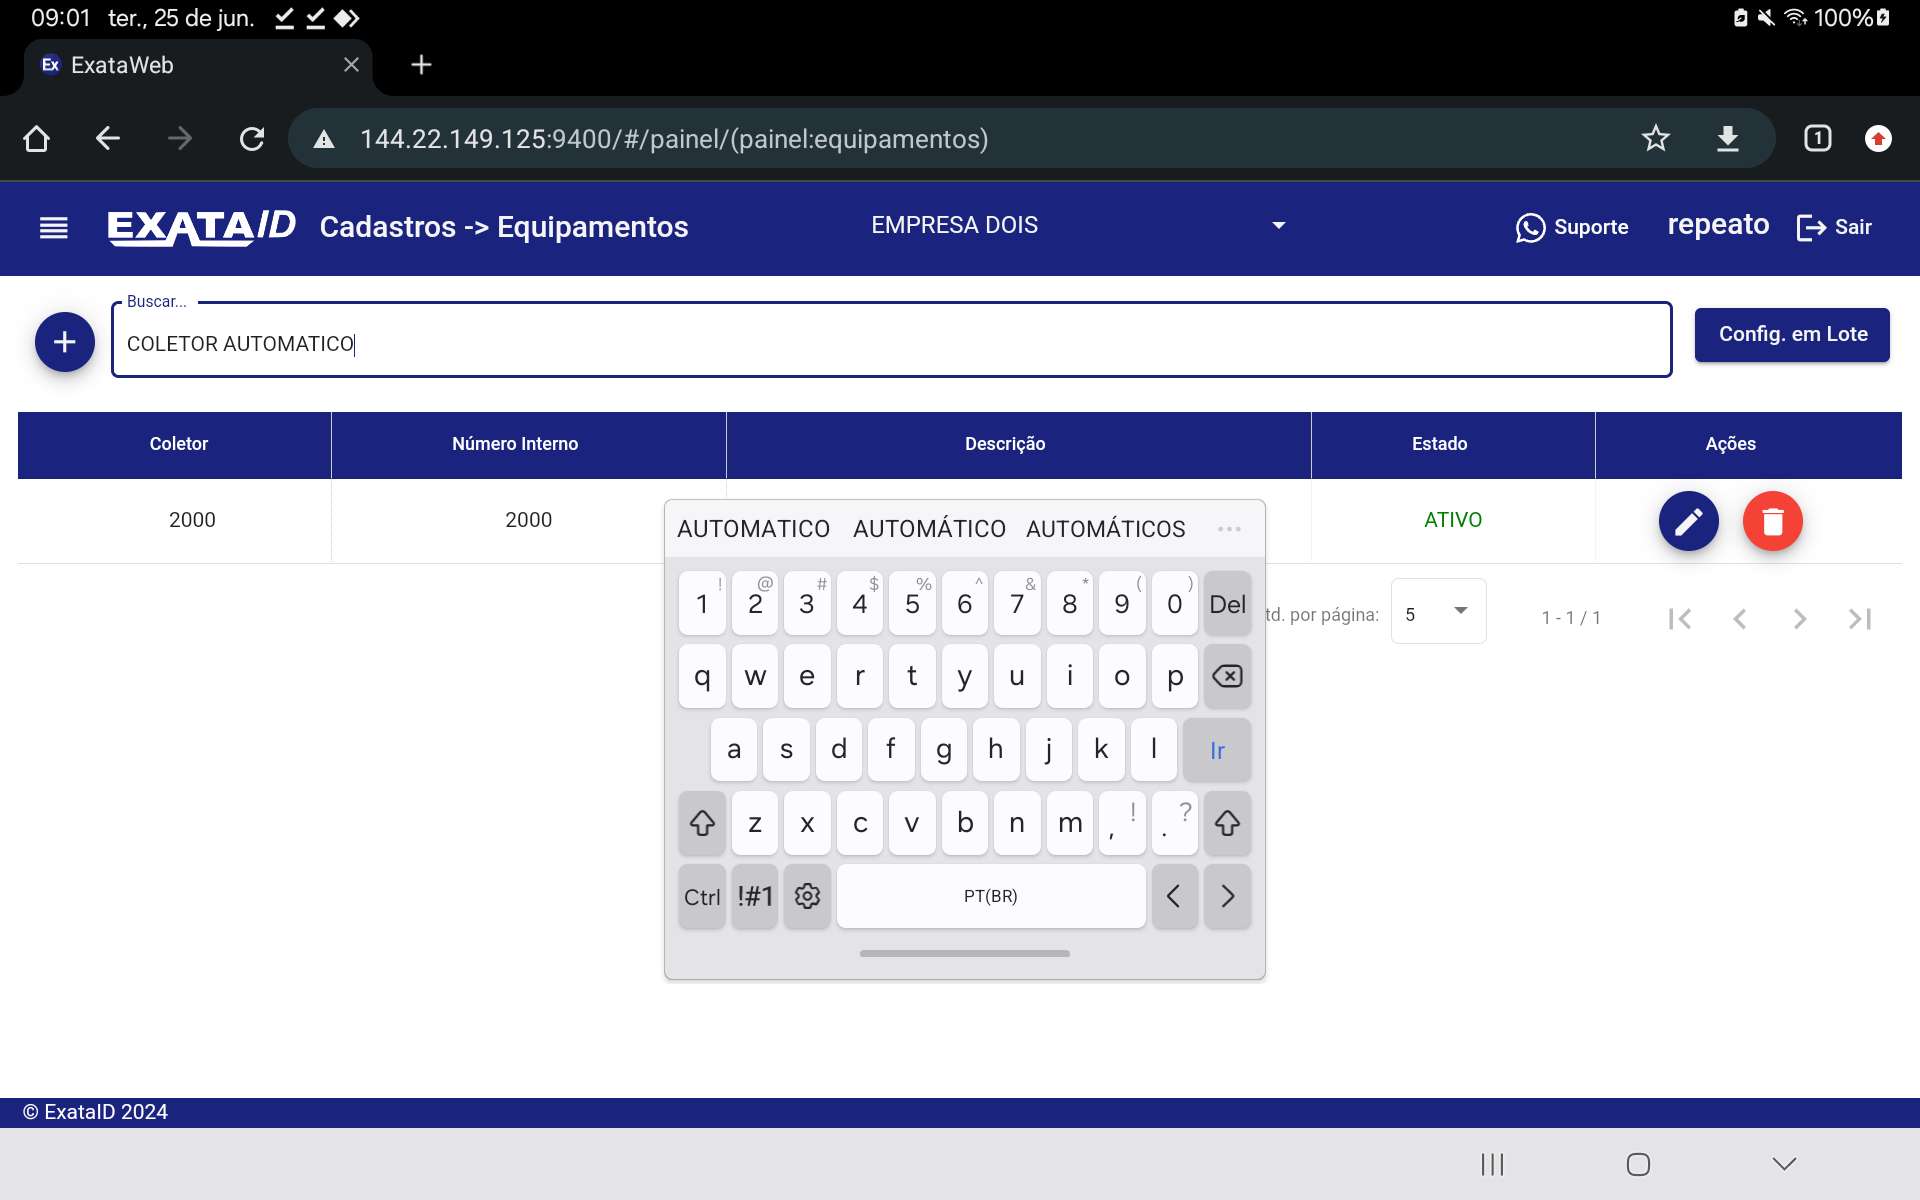 09:01 ter., 25 de jun. 100%
Ex ExataWeb
144.22.149.125:9400/#/painel/(painel:equipamentos) 1
EXATAID Cadastros -> Equipamentos EMPRESA DOIS Suporte repeato Sair
Buscar...
COLETOR AUTOMATICO
Config. em Lote
Coletor Número Interno Descrição Estado Ações
2000 2000 ATIVO
AUTOMATICO AUTOMÁTICO AUTOMÁTICOS ...
! @ # $ % ^ & * ( )
1 2 3 4 5 6 7 8 9 0 Del
td. por página: 5 1 - 1 / 1
q w e r t y u i o p
a s d f g h j k l Ir
z x c v b n m , ! . ?
Ctrl !#1 PT(BR) < >
© ExataID 2024